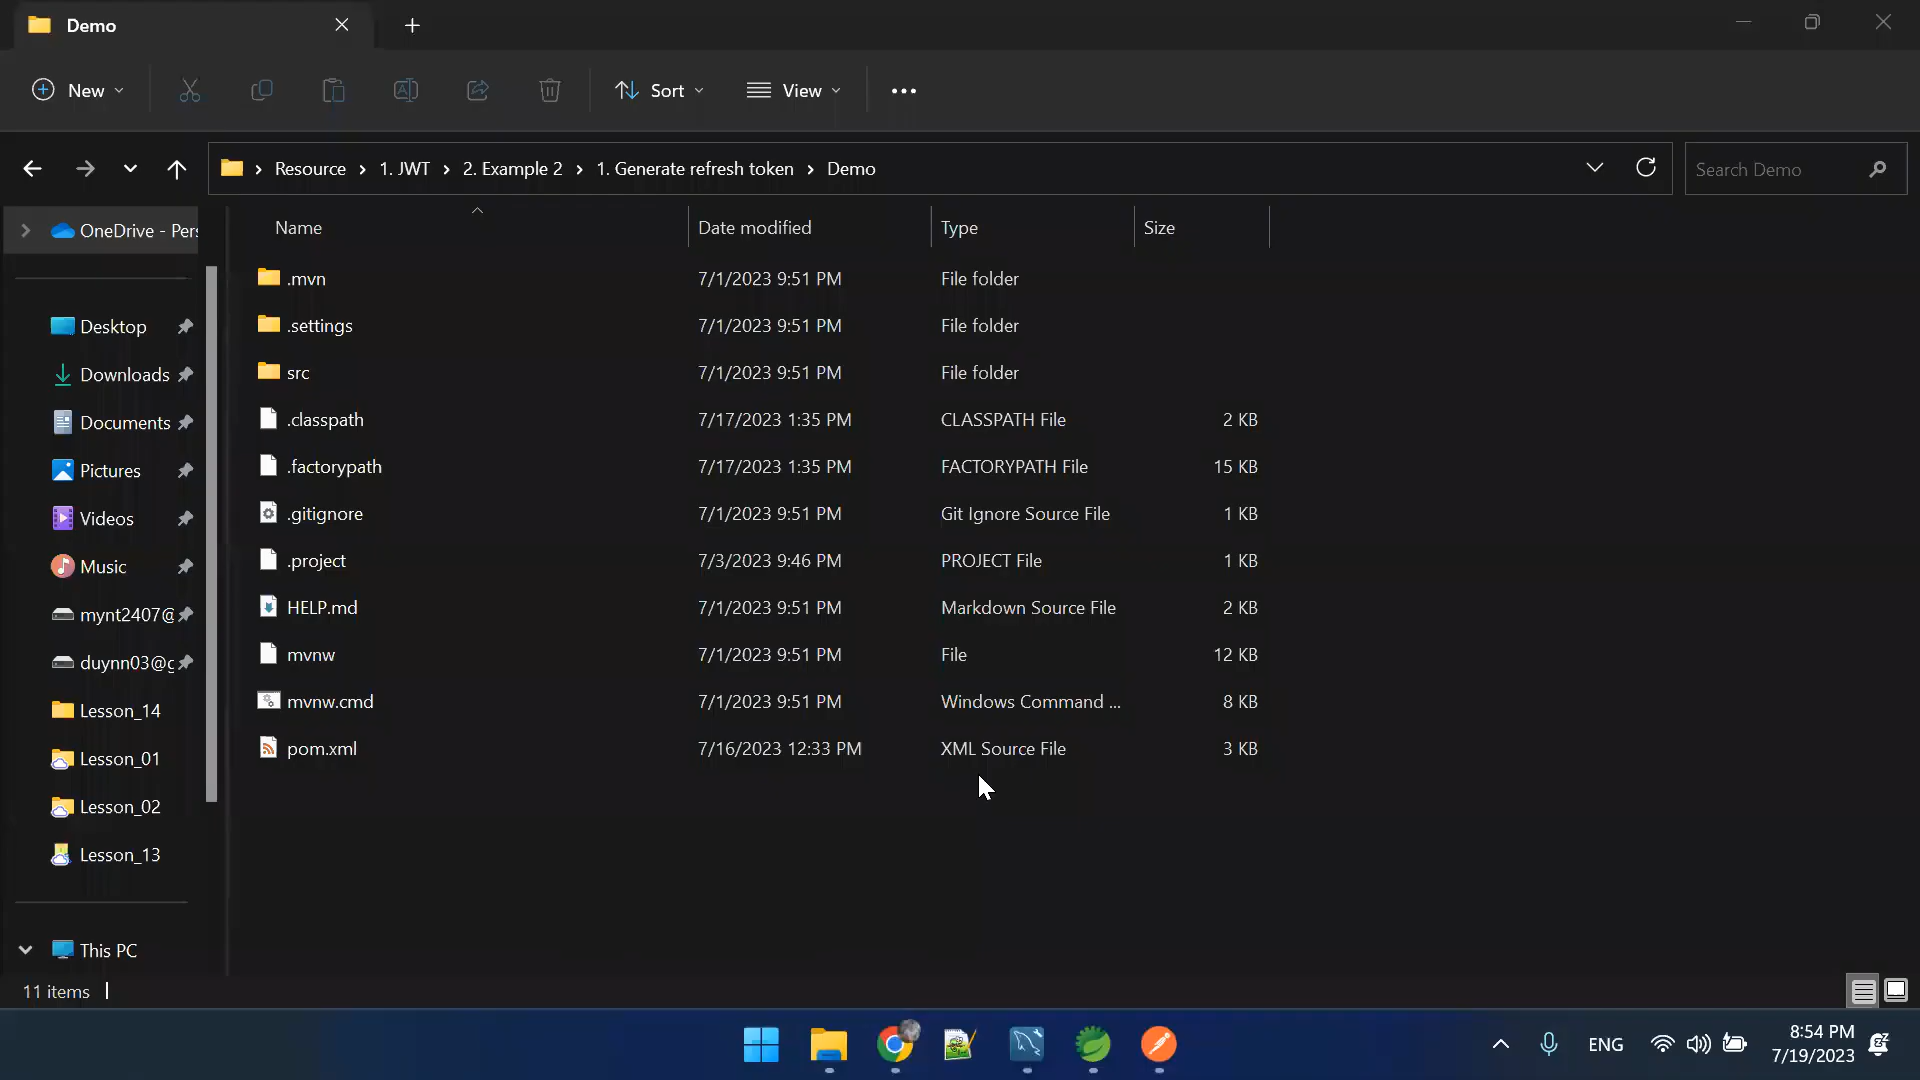 Demo
New
Sort
View
Resource > 1. JWT > 2. Example 2 > 1. Generate refresh token > Demo
Search Demo
OneDrive - Pers
Desktop
Downloads
Documents
Pictures
Videos
Music
mynt2407@
duynn03@g
Lesson_14
Lesson_01
Lesson_02
Lesson_13
This PC
Name Date modified Type Size
.mvn 7/1/2023 9:51 PM File folder
.settings 7/1/2023 9:51 PM File folder
src 7/1/2023 9:51 PM File folder
.classpath 7/17/2023 1:35 PM CLASSPATH File 2 KB
.factorypath 7/17/2023 1:35 PM FACTORYPATH File 15 KB
.gitignore 7/1/2023 9:51 PM Git Ignore Source File 1 KB
.project 7/3/2023 9:46 PM PROJECT File 1 KB
HELP.md 7/1/2023 9:51 PM Markdown Source File 2 KB
mvnw 7/1/2023 9:51 PM File 12 KB
mvnw.cmd 7/1/2023 9:51 PM Windows Command ... 8 KB
pom.xml 7/16/2023 12:33 PM XML Source File 3 KB
11 items
ENG
8:54 PM
7/19/2023